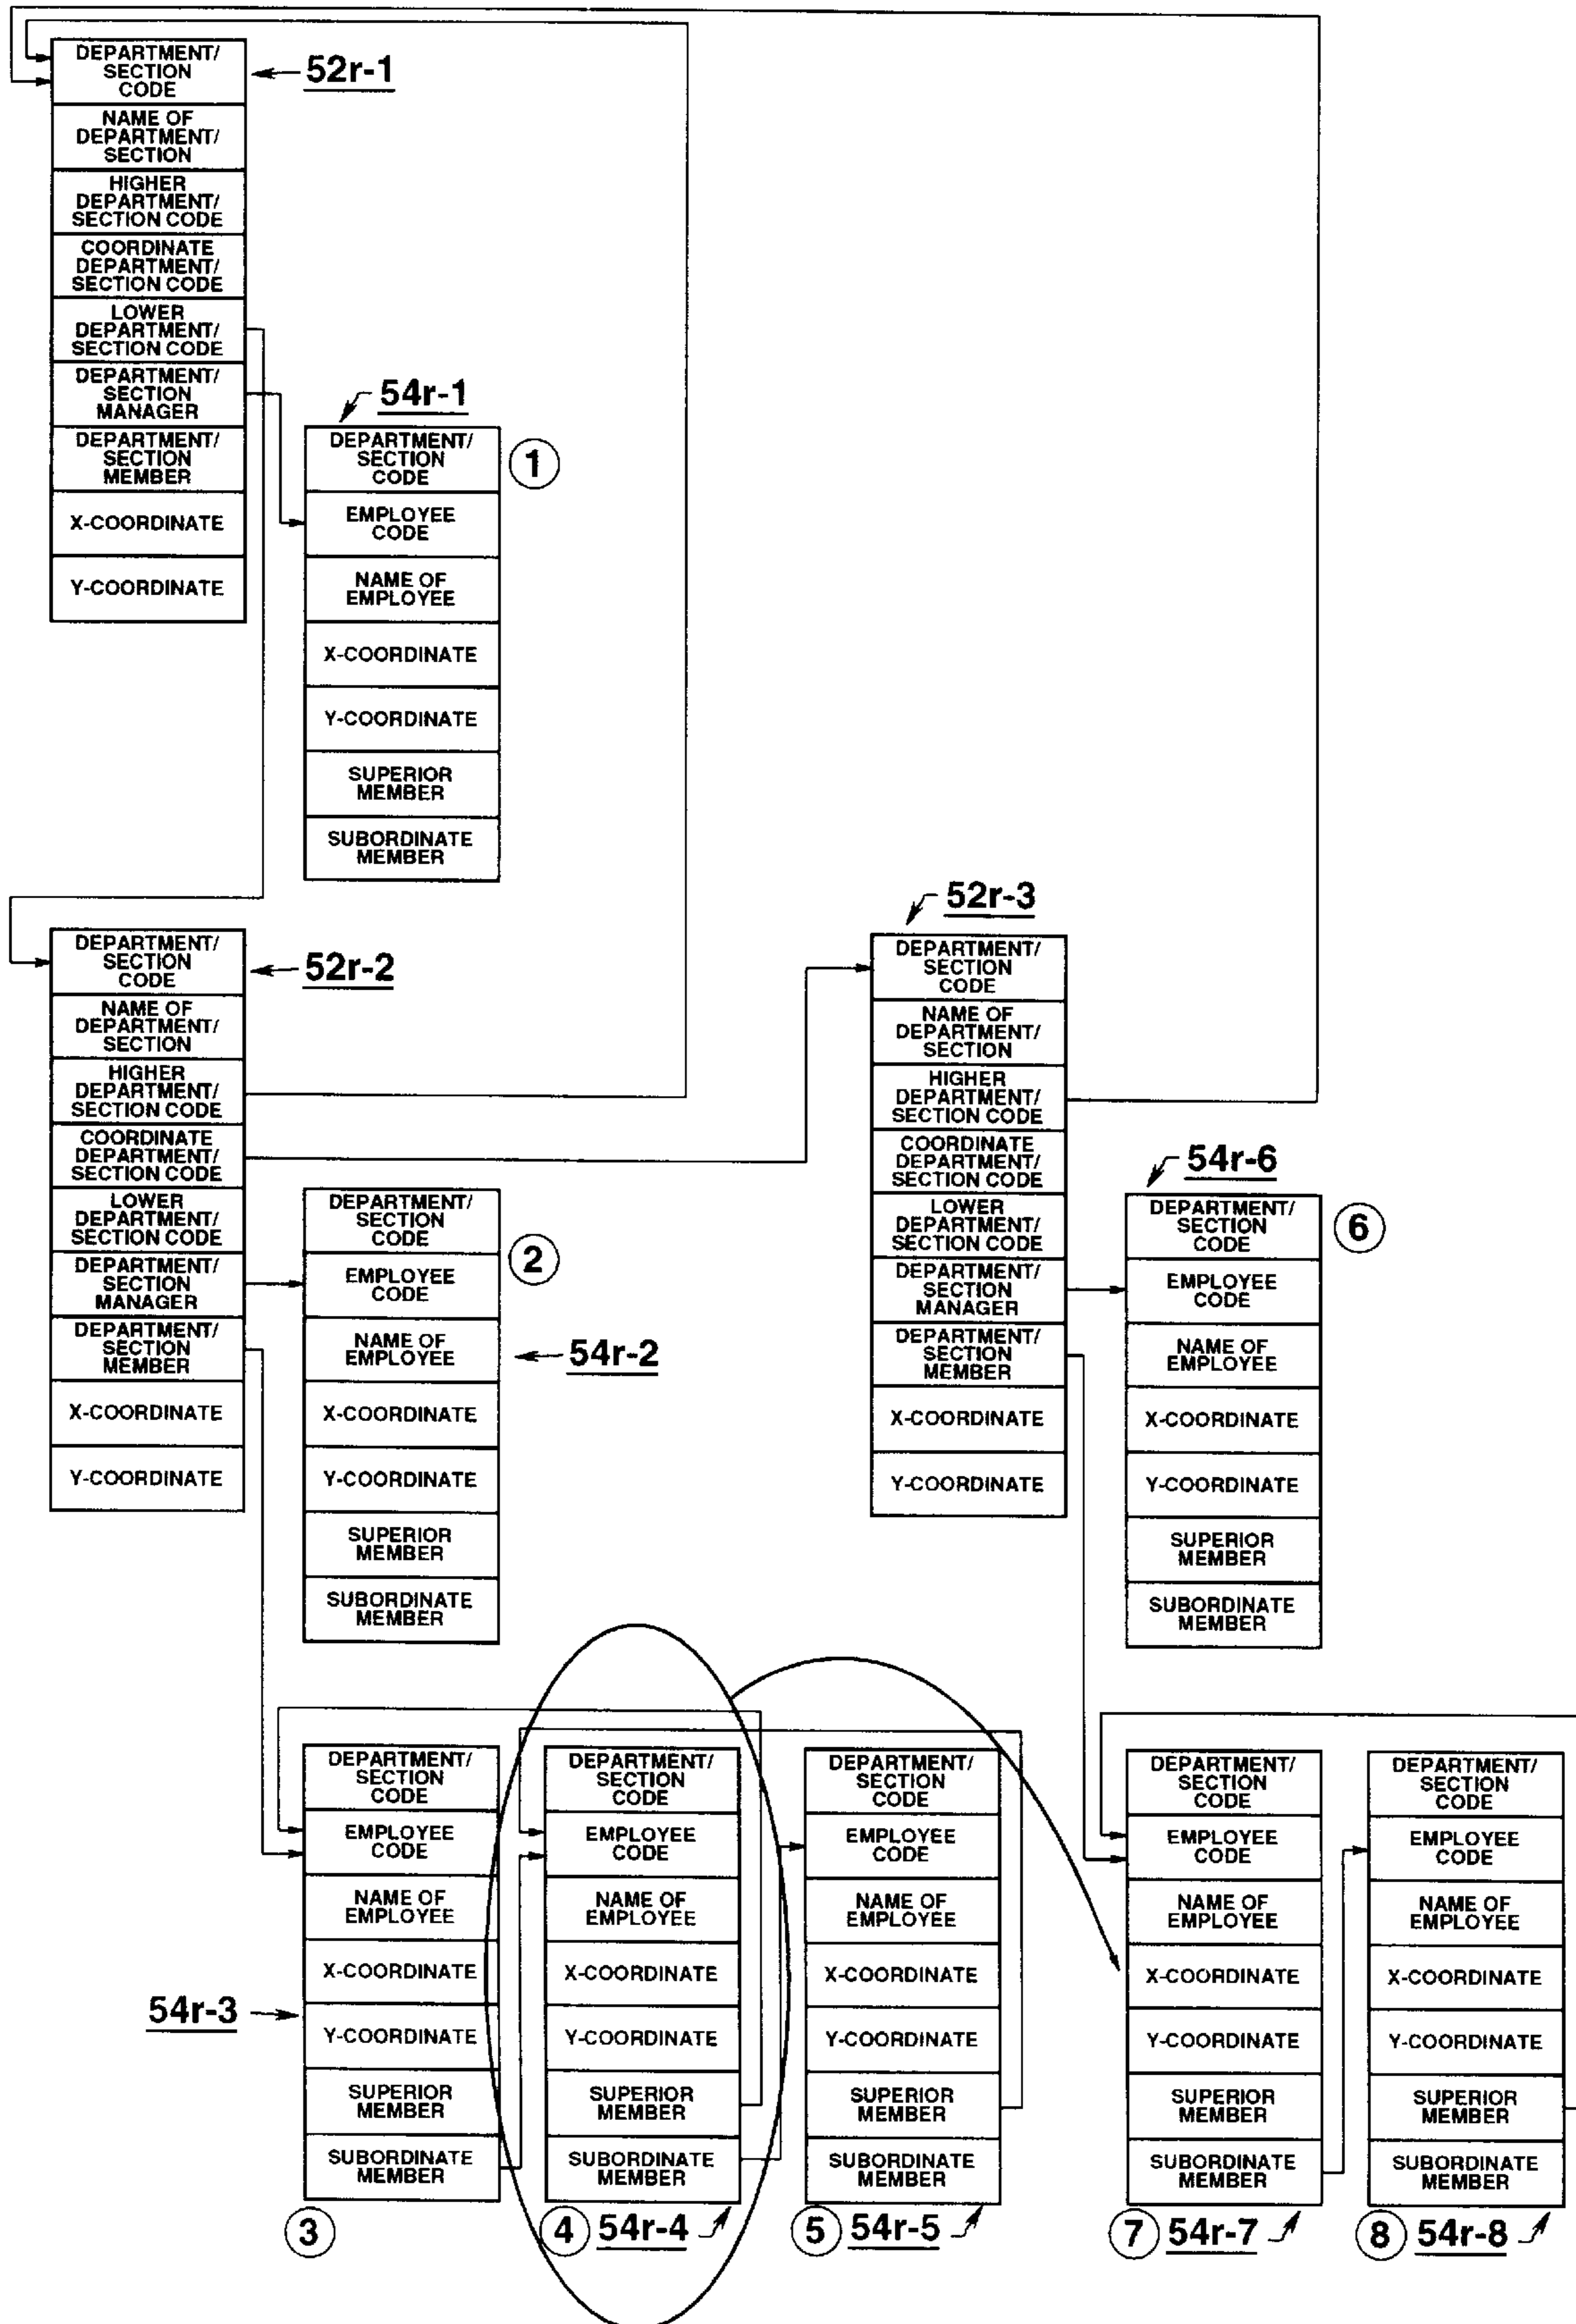 DEPARTMENT/
SECTION
CODE
52r-1
NAME OF
DEPARTMENT/
SECTION
HIGHER
DEPARTMENT/
SECTION CODE
COORDINATE
DEPARTMENT/
SECTION CODE
LOWER
DEPARTMENT/
SECTION CODE
DEPARTMENT/
SECTION
MANAGER
DEPARTMENT/
SECTION
MEMBER
X-COORDINATE
Y-COORDINATE
54r-1
1
DEPARTMENT/
SECTION
CODE
EMPLOYEE
CODE
NAME OF
EMPLOYEE
X-COORDINATE
Y-COORDINATE
SUPERIOR
MEMBER
SUBORDINATE
MEMBER
DEPARTMENT/
SECTION
CODE
52r-2
NAME OF
DEPARTMENT/
SECTION
HIGHER
DEPARTMENT/
SECTION CODE
COORDINATE
DEPARTMENT/
SECTION CODE
LOWER
DEPARTMENT/
SECTION CODE
DEPARTMENT/
SECTION
MANAGER
DEPARTMENT/
SECTION
MEMBER
X-COORDINATE
Y-COORDINATE
DEPARTMENT/
SECTION
CODE
2
EMPLOYEE
CODE
NAME OF
EMPLOYEE
54r-2
X-COORDINATE
Y-COORDINATE
SUPERIOR
MEMBER
SUBORDINATE
MEMBER
52r-3
DEPARTMENT/
SECTION
CODE
NAME OF
DEPARTMENT/
SECTION
HIGHER
DEPARTMENT/
SECTION CODE
COORDINATE
DEPARTMENT/
SECTION CODE
LOWER
DEPARTMENT/
SECTION CODE
DEPARTMENT/
SECTION
MANAGER
DEPARTMENT/
SECTION
MEMBER
X-COORDINATE
Y-COORDINATE
54r-6
6
DEPARTMENT/
SECTION
CODE
EMPLOYEE
CODE
NAME OF
EMPLOYEE
X-COORDINATE
Y-COORDINATE
SUPERIOR
MEMBER
SUBORDINATE
MEMBER
DEPARTMENT/
SECTION
CODE
EMPLOYEE
CODE
NAME OF
EMPLOYEE
X-COORDINATE
54r-3
Y-COORDINATE
SUPERIOR
MEMBER
SUBORDINATE
MEMBER
3
DEPARTMENT/
SECTION
CODE
EMPLOYEE
CODE
NAME OF
EMPLOYEE
X-COORDINATE
Y-COORDINATE
SUPERIOR
MEMBER
SUBORDINATE
MEMBER
4 54r-4
DEPARTMENT/
SECTION
CODE
EMPLOYEE
CODE
NAME OF
EMPLOYEE
X-COORDINATE
Y-COORDINATE
SUPERIOR
MEMBER
SUBORDINATE
MEMBER
5 54r-5
DEPARTMENT/
SECTION
CODE
EMPLOYEE
CODE
NAME OF
EMPLOYEE
X-COORDINATE
Y-COORDINATE
SUPERIOR
MEMBER
SUBORDINATE
MEMBER
7 54r-7
DEPARTMENT/
SECTION
CODE
EMPLOYEE
CODE
NAME OF
EMPLOYEE
X-COORDINATE
Y-COORDINATE
SUPERIOR
MEMBER
SUBORDINATE
MEMBER
8 54r-8